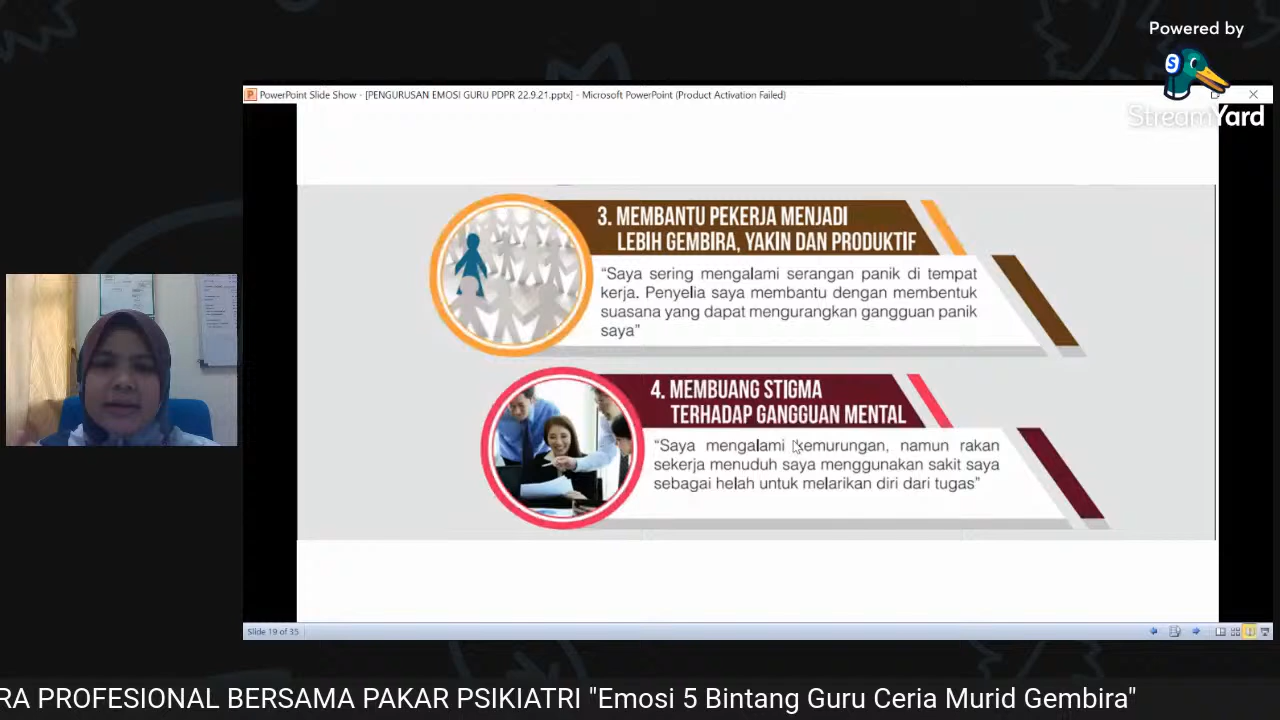 Powered by
S
StreamYard
PowerPoint Slide Show - [PENGURUSAN EMOSI GURU PDPR 22.9.21.pptx] - Microsoft PowerPoint (Product Activation Failed)
3. MEMBANTU PEKERJA MENJADI
LEBIH GEMBIRA, YAKIN DAN PRODUKTIF
“Saya sering mengalami serangan panik di tempat
kerja. Penyelia saya membantu dengan membentuk
suasana yang dapat mengurangkan gangguan panik
saya”
4. MEMBUANG STIGMA
TERHADAP GANGGUAN MENTAL
“Saya mengalami kemurungan, namun rakan
sekerja menuduh saya menggunakan sakit saya
sebagai helah untuk melarikan diri dari tugas”
Slide 19 of 35
RA PROFESIONAL BERSAMA PAKAR PSIKIATRI "Emosi 5 Bintang Guru Ceria Murid Gembira"